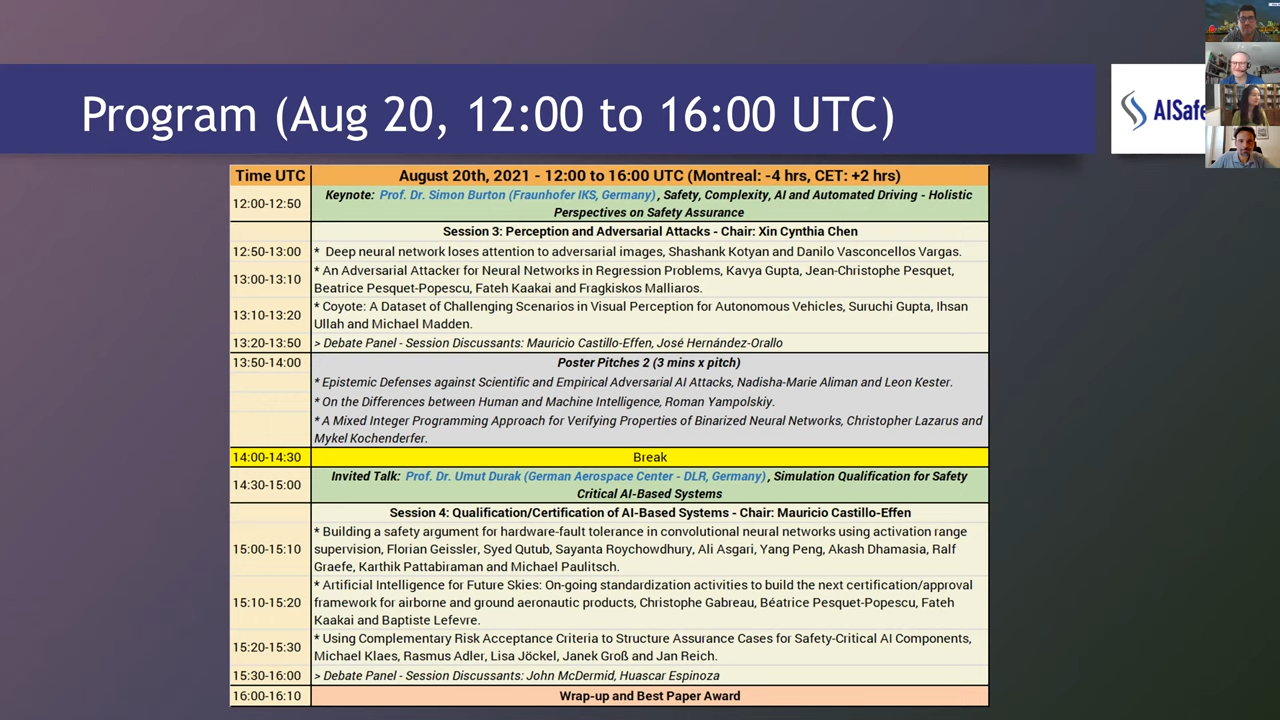 Program (Aug 20, 12:00 to 16:00 UTC)
AISafe
Time UTC
August 20th, 2021 - 12:00 to 16:00 UTC (Montreal: -4 hrs, CET: +2 hrs)
12:00-12:50
Keynote: Prof. Dr. Simon Burton (Fraunhofer IKS, Germany), Safety, Complexity, AI and Automated Driving - Holistic
Perspectives on Safety Assurance
Session 3: Perception and Adversarial Attacks - Chair: Xin Cynthia Chen
12:50-13:00
* Deep neural network loses attention to adversarial images, Shashank Kotyan and Danilo Vasconcellos Vargas.
13:00-13:10
* An Adversarial Attacker for Neural Networks in Regression Problems, Kavya Gupta, Jean-Christophe Pesquet,
Beatrice Pesquet-Popescu, Fateh Kaakai and Fragkiskos Malliaros.
13:10-13:20
* Coyote: A Dataset of Challenging Scenarios in Visual Perception for Autonomous Vehicles, Suruchi Gupta, Ihsan
Ullah and Michael Madden.
13:20-13:50
> Debate Panel - Session Discussants: Mauricio Castillo-Effen, José Hernández-Orallo
13:50-14:00
Poster Pitches 2 (3 mins x pitch)
* Epistemic Defenses against Scientific and Empirical Adversarial AI Attacks, Nadisha-Marie Aliman and Leon Kester.
* On the Differences between Human and Machine Intelligence, Roman Yampolskiy.
* A Mixed Integer Programming Approach for Verifying Properties of Binarized Neural Networks, Christopher Lazarus and
Mykel Kochenderfer.
14:00-14:30
Break
14:30-15:00
Invited Talk: Prof. Dr. Umut Durak (German Aerospace Center - DLR, Germany), Simulation Qualification for Safety
Critical AI-Based Systems
Session 4: Qualification/Certification of AI-Based Systems - Chair: Mauricio Castillo-Effen
15:00-15:10
* Building a safety argument for hardware-fault tolerance in convolutional neural networks using activation range
supervision, Florian Geissler, Syed Qutub, Sayanta Roychowdhury, Ali Asgari, Yang Peng, Akash Dhamasia, Ralf
Graefe, Karthik Pattabiraman and Michael Paulitsch.
15:10-15:20
* Artificial Intelligence for Future Skies: On-going standardization activities to build the next certification/approval
framework for airborne and ground aeronautic products, Christophe Gabreau, Béatrice Pesquet-Popescu, Fateh
Kaakai and Baptiste Lefevre.
15:20-15:30
* Using Complementary Risk Acceptance Criteria to Structure Assurance Cases for Safety-Critical AI Components,
Michael Klaes, Rasmus Adler, Lisa Jöckel, Janek Groß and Jan Reich.
15:30-16:00
> Debate Panel - Session Discussants: John McDermid, Huascar Espinoza
16:00-16:10
Wrap-up and Best Paper Award